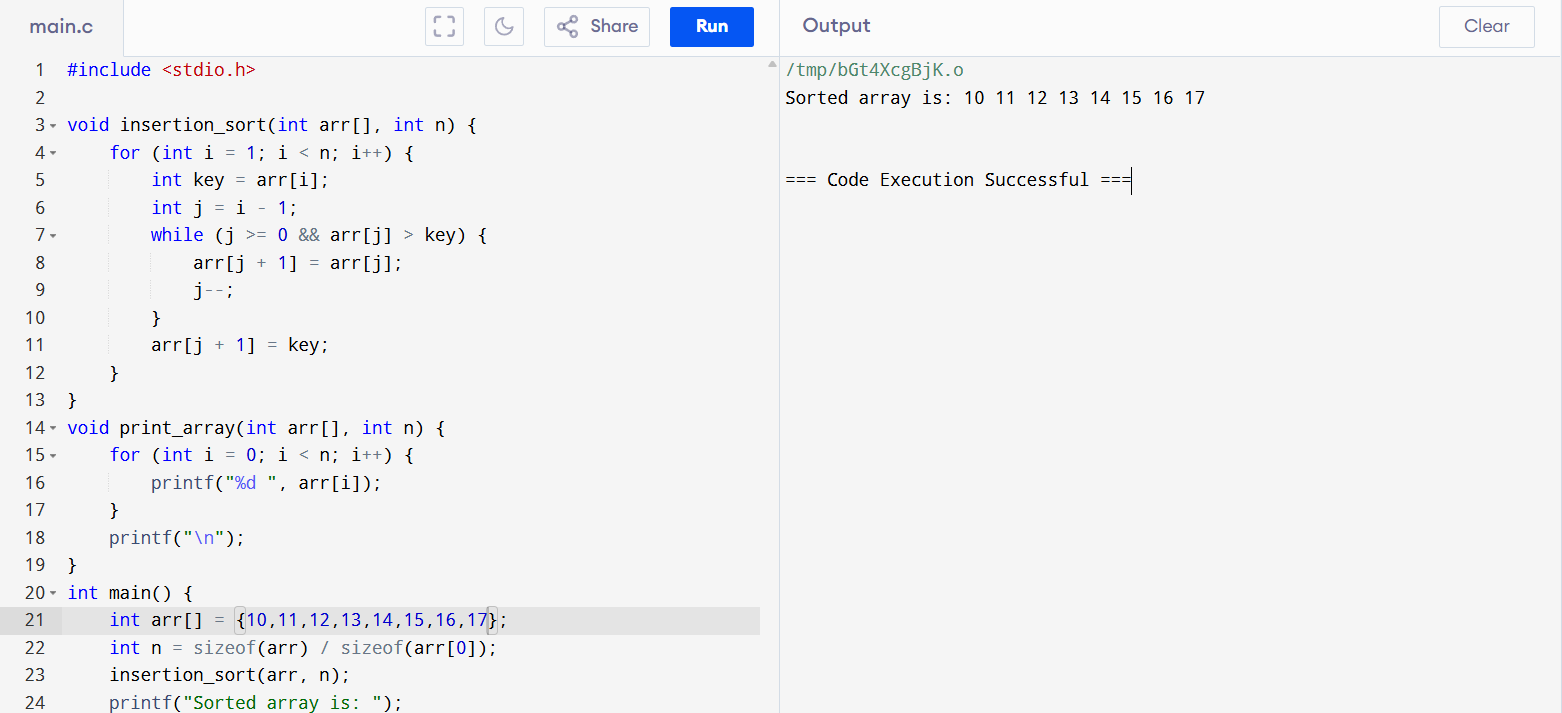 main.c Share Run Output Clear
1 #include <stdio.h>
2
3 void insertion_sort(int arr[], int n) {
4     for (int i = 1; i < n; i++) {
5         int key = arr[i];
6         int j = i - 1;
7         while (j >= 0 && arr[j] > key) {
8             arr[j + 1] = arr[j];
9             j--;
10         }
11         arr[j + 1] = key;
12     }
13 }
14 void print_array(int arr[], int n) {
15     for (int i = 0; i < n; i++) {
16         printf("%d ", arr[i]);
17     }
18     printf("\n");
19 }
20 int main() {
21     int arr[] = {10,11,12,13,14,15,16,17};
22     int n = sizeof(arr) / sizeof(arr[0]);
23     insertion_sort(arr, n);
24     printf("Sorted array is: ");
/tmp/bGt4XcgBjK.o
Sorted array is: 10 11 12 13 14 15 16 17
=== Code Execution Successful ===